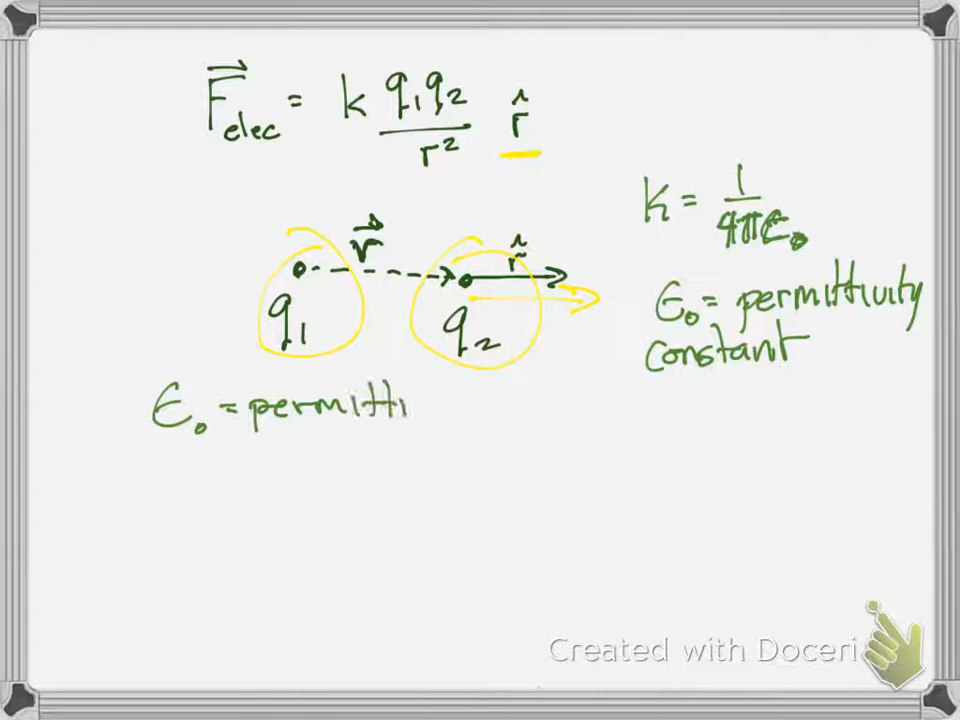 F⃗elec = k q1q2 / r² r̂
k = 1 / 4πϵ0
r⃗ r̂
q1 q2
ϵ0 = permittivity
constant
ϵ0 = permitti
Created with Doceri